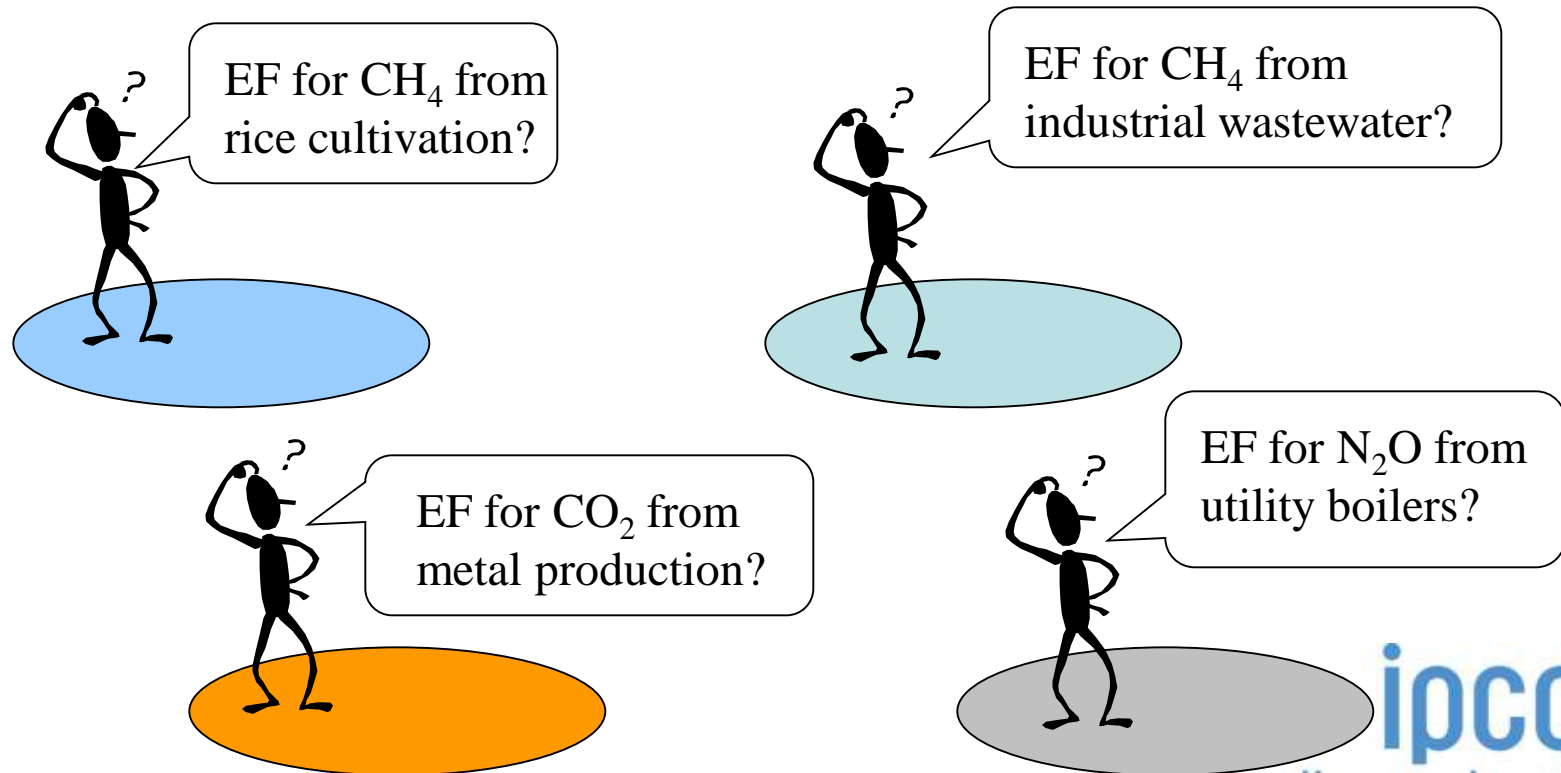 ?
EF for CH₄ from
rice cultivation?
?
EF for CH₄ from
industrial wastewater?
?
EF for CO₂ from
metal production?
?
EF for N₂O from
utility boilers?